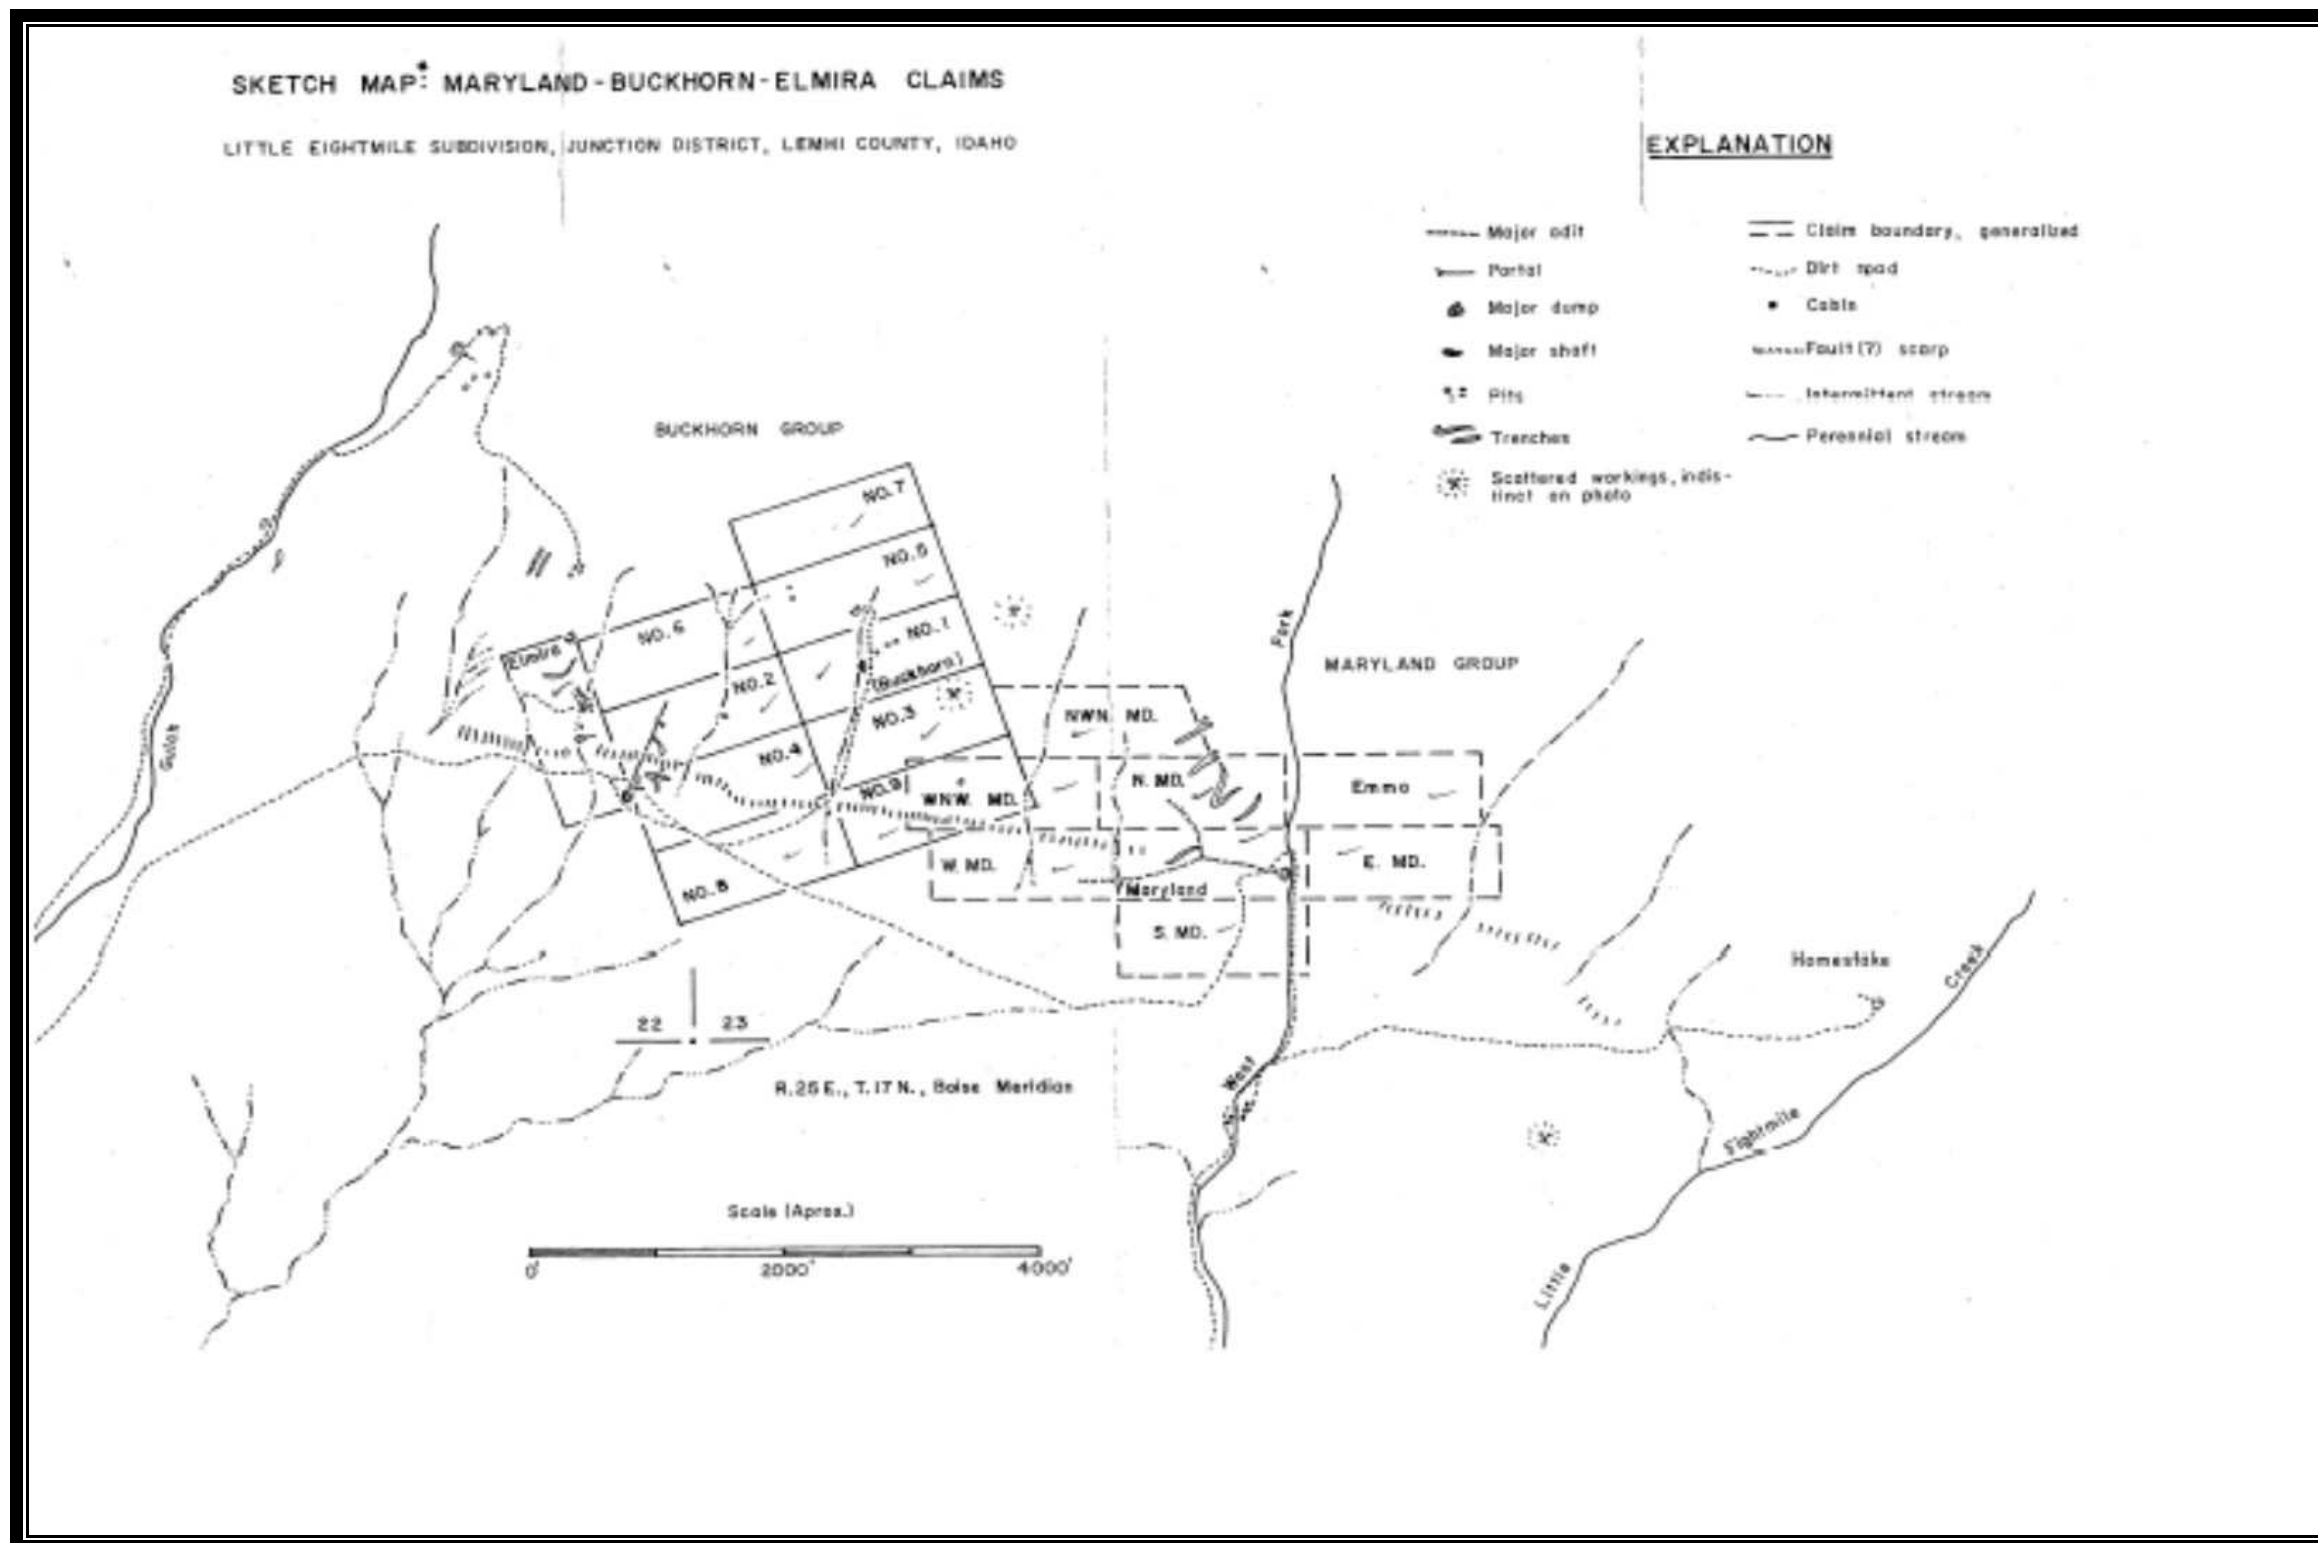 SKETCH MAP: MARYLAND-BUCKHORN-ELMIRA CLAIMS
LITTLE EIGHTMILE SUBDIVISION, JUNCTION DISTRICT, LEMHI COUNTY, IDAHO
EXPLANATION
Major adit
Portal
Major dump
Major shaft
Pits
Trenches
Scattered workings, indis-
tinct on photo
Claim boundary, generalized
Dirt road
Cabin
Fault(?) scarp
Intermittent stream
Perennial stream
BUCKHORN GROUP
NO. 7
NO. 5
NO. 6
NO. 1
(Buckhorn)
Elmira
NO. 2
NO. 3
NO. 4
NO. 9
NO. 8
Gulch
Fork
MARYLAND GROUP
NWN. MD.
WNW. MD.
N. MD.
Emma
W. MD.
Maryland
E. MD.
S. MD.
Homestake
Creek
22 23
R. 25 E., T. 17 N., Boise Meridian
West
Eightmile
Little
Scale (Aprox.)
0' 2000' 4000'